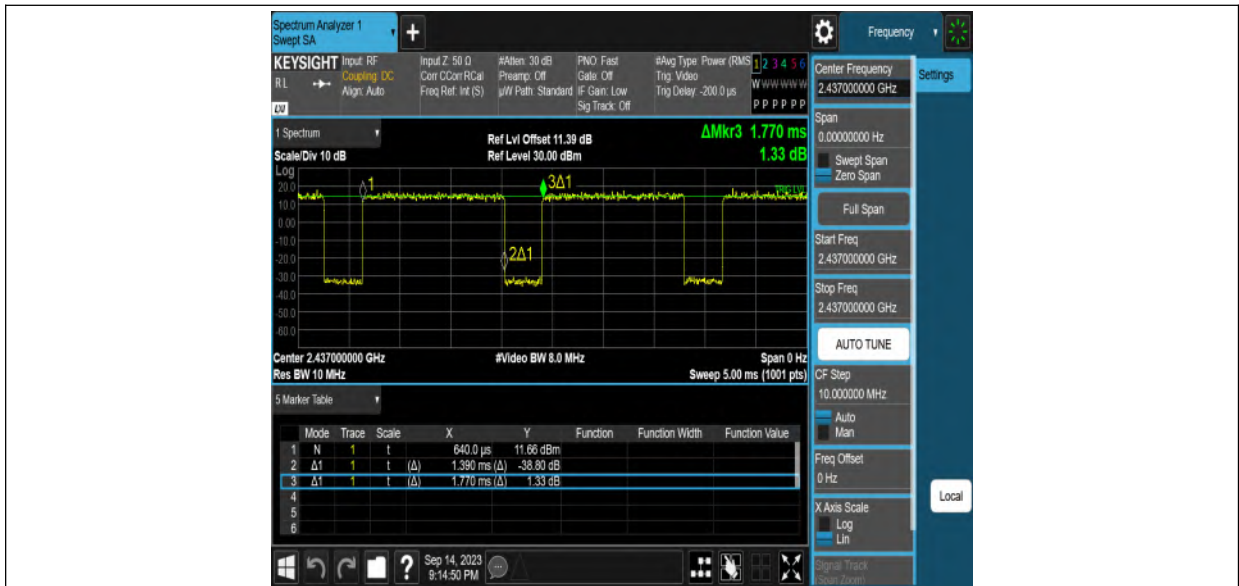 Spectrum Analyzer 1
Swept SA
+
Frequency
KEYSIGHT Input: RF Input Z: 50 Ω #Atten: 30 dB PNO: Fast #Avg Type: Power (RMS 1 2 3 4 5 6
RL Coupling: DC Corr CCorr RCal Preamp: Off Gate: Off Trig: Video W W W W W W
Align: Auto Freq Ref: Int (S) µW Path: Standard IF Gain: Low Trig Delay: -200.0 µs
LXI Sig Track: Off P P P P P P
1 Spectrum
Ref Lvl Offset 11.39 dB ΔMkr3 1.770 ms
Scale/Div 10 dB Ref Level 30.00 dBm 1.33 dB
Log
20.0
10.0
0.00
-10.0
-20.0
-30.0
-40.0
-50.0
-60.0
1
3Δ1
TRIG LVL
2Δ1
Center 2.437000000 GHz #Video BW 8.0 MHz Span 0 Hz
Res BW 10 MHz Sweep 5.00 ms (1001 pts)
5 Marker Table
Mode Trace Scale X Y Function Function Width Function Value
1 N 1 t 640.0 µs 11.66 dBm
2 Δ1 1 t (Δ) 1.390 ms (Δ) -38.80 dB
3 Δ1 1 t (Δ) 1.770 ms (Δ) 1.33 dB
4
5
6
?
Sep 14, 2023
9:14:50 PM
Center Frequency
2.437000000 GHz
Settings
Span
0.00000000 Hz
Swept Span
Zero Span
Full Span
Start Freq
2.437000000 GHz
Stop Freq
2.437000000 GHz
AUTO TUNE
CF Step
10.000000 MHz
Auto
Man
Freq Offset
0 Hz
X Axis Scale
Log
Lin
Local
Signal Track
(Span Zoom)